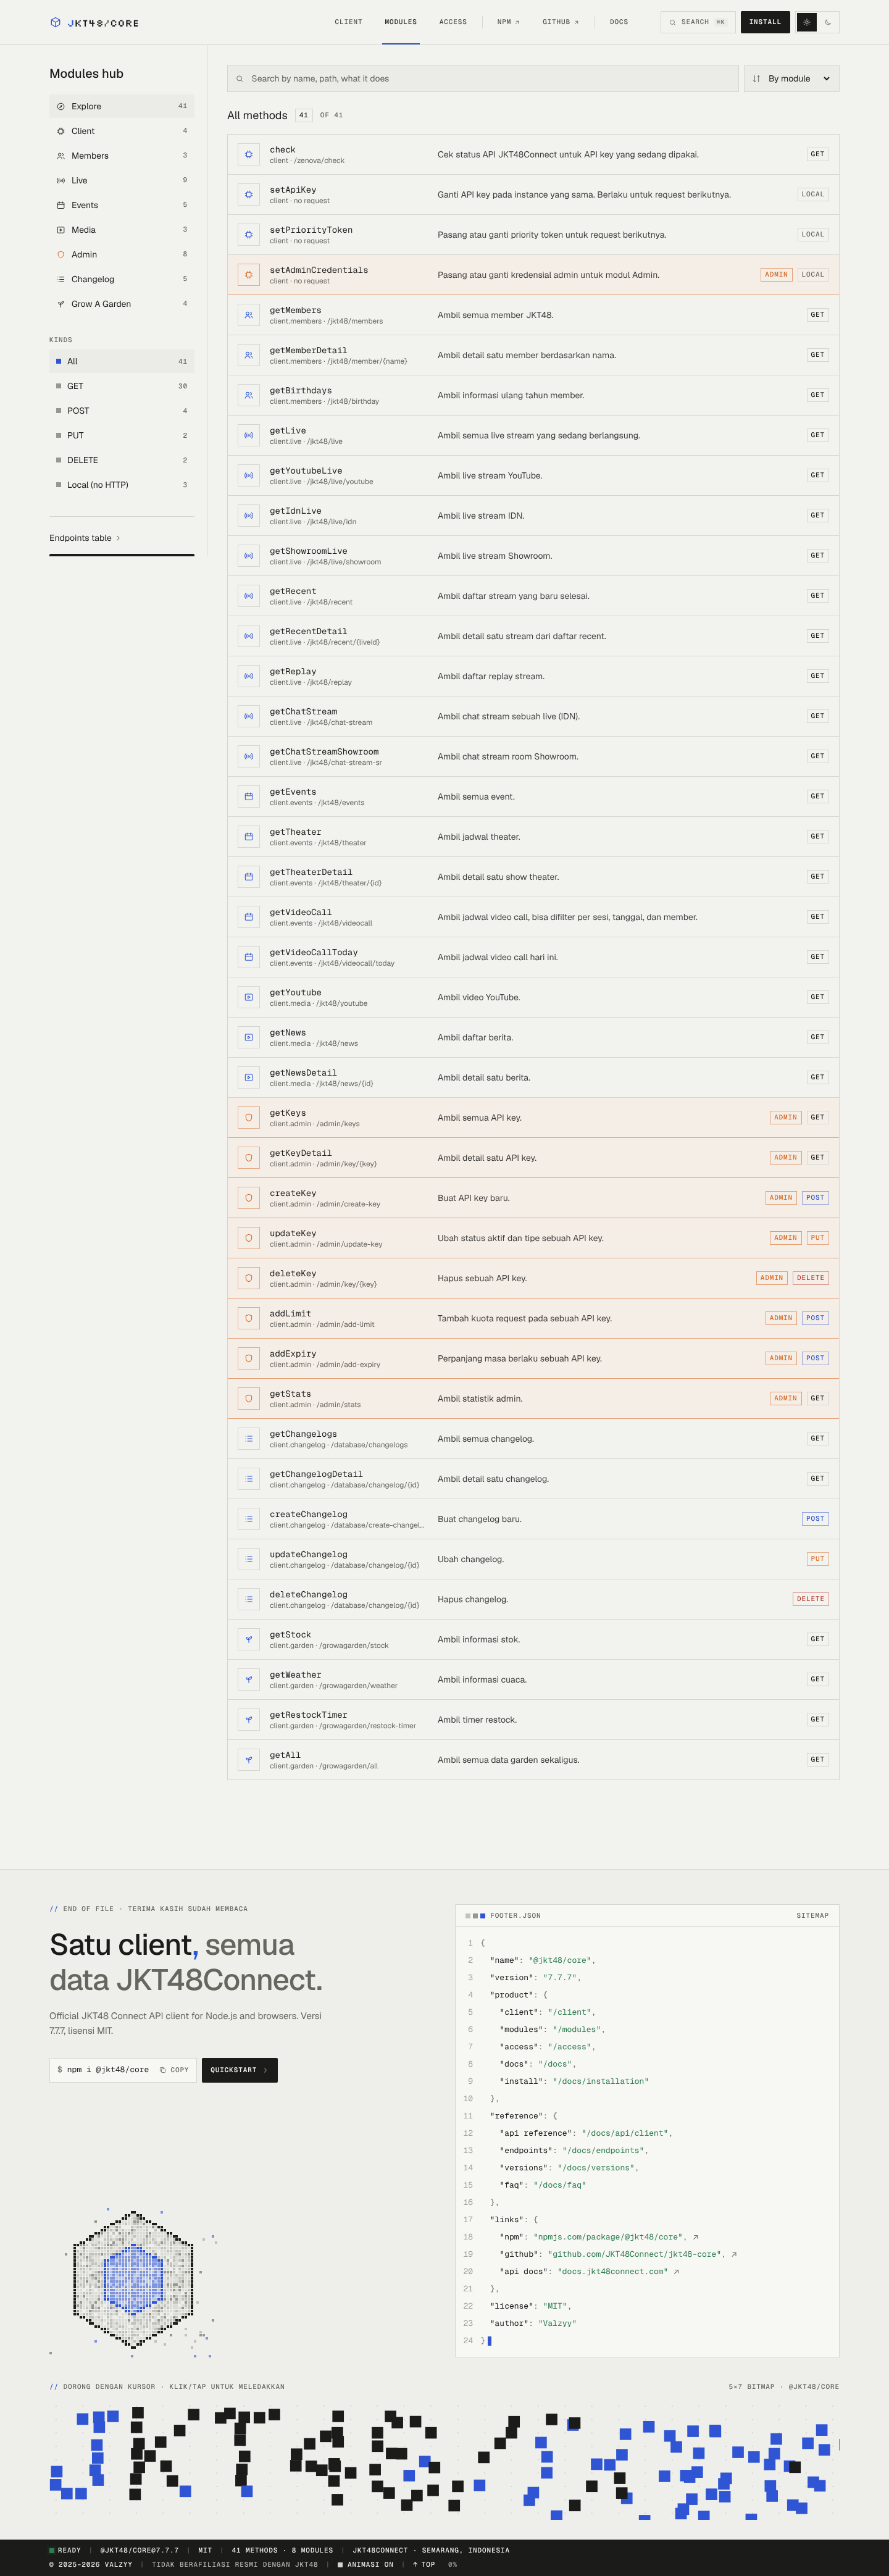 JKT48/CORE
CLIENT MODULES ACCESS NPM ↗ GITHUB ↗ DOCS SEARCH ⌘K INSTALL
Modules hub
Explore 41
Client 4
Members 3
Live 9
Events 5
Media 3
Admin 8
Changelog 5
Grow A Garden 4
KINDS
All 41
GET 30
POST 4
PUT 2
DELETE 2
Local (no HTTP) 3
Endpoints table
Search by name, path, what it does
By module
All methods 41 OF 41
check
client · /zenova/check
Cek status API JKT48Connect untuk API key yang sedang dipakai.
GET
setApiKey
client · no request
Ganti API key pada instance yang sama. Berlaku untuk request berikutnya.
LOCAL
setPriorityToken
client · no request
Pasang atau ganti priority token untuk request berikutnya.
LOCAL
setAdminCredentials
client · no request
Pasang atau ganti kredensial admin untuk modul Admin.
ADMIN LOCAL
getMembers
client.members · /jkt48/members
Ambil semua member JKT48.
GET
getMemberDetail
client.members · /jkt48/member/{name}
Ambil detail satu member berdasarkan nama.
GET
getBirthdays
client.members · /jkt48/birthday
Ambil informasi ulang tahun member.
GET
getLive
client.live · /jkt48/live
Ambil semua live stream yang sedang berlangsung.
GET
getYoutubeLive
client.live · /jkt48/live/youtube
Ambil live stream YouTube.
GET
getIdnLive
client.live · /jkt48/live/idn
Ambil live stream IDN.
GET
getShowroomLive
client.live · /jkt48/live/showroom
Ambil live stream Showroom.
GET
getRecent
client.live · /jkt48/recent
Ambil daftar stream yang baru selesai.
GET
getRecentDetail
client.live · /jkt48/recent/{liveId}
Ambil detail satu stream dari daftar recent.
GET
getReplay
client.live · /jkt48/replay
Ambil daftar replay stream.
GET
getChatStream
client.live · /jkt48/chat-stream
Ambil chat stream sebuah live (IDN).
GET
getChatStreamShowroom
client.live · /jkt48/chat-stream-sr
Ambil chat stream room Showroom.
GET
getEvents
client.events · /jkt48/events
Ambil semua event.
GET
getTheater
client.events · /jkt48/theater
Ambil jadwal theater.
GET
getTheaterDetail
client.events · /jkt48/theater/{id}
Ambil detail satu show theater.
GET
getVideoCall
client.events · /jkt48/videocall
Ambil jadwal video call, bisa difilter per sesi, tanggal, dan member.
GET
getVideoCallToday
client.events · /jkt48/videocall/today
Ambil jadwal video call hari ini.
GET
getYoutube
client.media · /jkt48/youtube
Ambil video YouTube.
GET
getNews
client.media · /jkt48/news
Ambil daftar berita.
GET
getNewsDetail
client.media · /jkt48/news/{id}
Ambil detail satu berita.
GET
getKeys
client.admin · /admin/keys
Ambil semua API key.
ADMIN GET
getKeyDetail
client.admin · /admin/key/{key}
Ambil detail satu API key.
ADMIN GET
createKey
client.admin · /admin/create-key
Buat API key baru.
ADMIN POST
updateKey
client.admin · /admin/update-key
Ubah status aktif dan tipe sebuah API key.
ADMIN PUT
deleteKey
client.admin · /admin/key/{key}
Hapus sebuah API key.
ADMIN DELETE
addLimit
client.admin · /admin/add-limit
Tambah kuota request pada sebuah API key.
ADMIN POST
addExpiry
client.admin · /admin/add-expiry
Perpanjang masa berlaku sebuah API key.
ADMIN POST
getStats
client.admin · /admin/stats
Ambil statistik admin.
ADMIN GET
getChangelogs
client.changelog · /database/changelogs
Ambil semua changelog.
GET
getChangelogDetail
client.changelog · /database/changelog/{id}
Ambil detail satu changelog.
GET
createChangelog
client.changelog · /database/create-changel...
Buat changelog baru.
POST
updateChangelog
client.changelog · /database/changelog/{id}
Ubah changelog.
PUT
deleteChangelog
client.changelog · /database/changelog/{id}
Hapus changelog.
DELETE
getStock
client.garden · /growagarden/stock
Ambil informasi stok.
GET
getWeather
client.garden · /growagarden/weather
Ambil informasi cuaca.
GET
getRestockTimer
client.garden · /growagarden/restock-timer
Ambil timer restock.
GET
getAll
client.garden · /growagarden/all
Ambil semua data garden sekaligus.
GET
// END OF FILE · TERIMA KASIH SUDAH MEMBACA
Satu client, semua
data JKT48Connect.
Official JKT48 Connect API client for Node.js and browsers. Versi
7.7.7, lisensi MIT.
$ npm i @jkt48/core COPY QUICKSTART
FOOTER.JSON SITEMAP
1 {
2 "name": "@jkt48/core",
3 "version": "7.7.7",
4 "product": {
5 "client": "/client",
6 "modules": "/modules",
7 "access": "/access",
8 "docs": "/docs",
9 "install": "/docs/installation"
10 },
11 "reference": {
12 "api reference": "/docs/api/client",
13 "endpoints": "/docs/endpoints",
14 "versions": "/docs/versions",
15 "faq": "/docs/faq"
16 },
17 "links": {
18 "npm": "npmjs.com/package/@jkt48/core", ↗
19 "github": "github.com/JKT48Connect/jkt48-core", ↗
20 "api docs": "docs.jkt48connect.com" ↗
21 },
22 "license": "MIT",
23 "author": "Valzyy"
24 }
// DORONG DENGAN KURSOR · KLIK/TAP UNTUK MELEDAKKAN
5×7 BITMAP · @JKT48/CORE
READY | @JKT48/CORE@7.7.7 | MIT | 41 METHODS · 8 MODULES | JKT48CONNECT · SEMARANG, INDONESIA
© 2025–2026 VALZYY | TIDAK BERAFILIASI RESMI DENGAN JKT48 | ANIMASI ON | ↑ TOP 0%